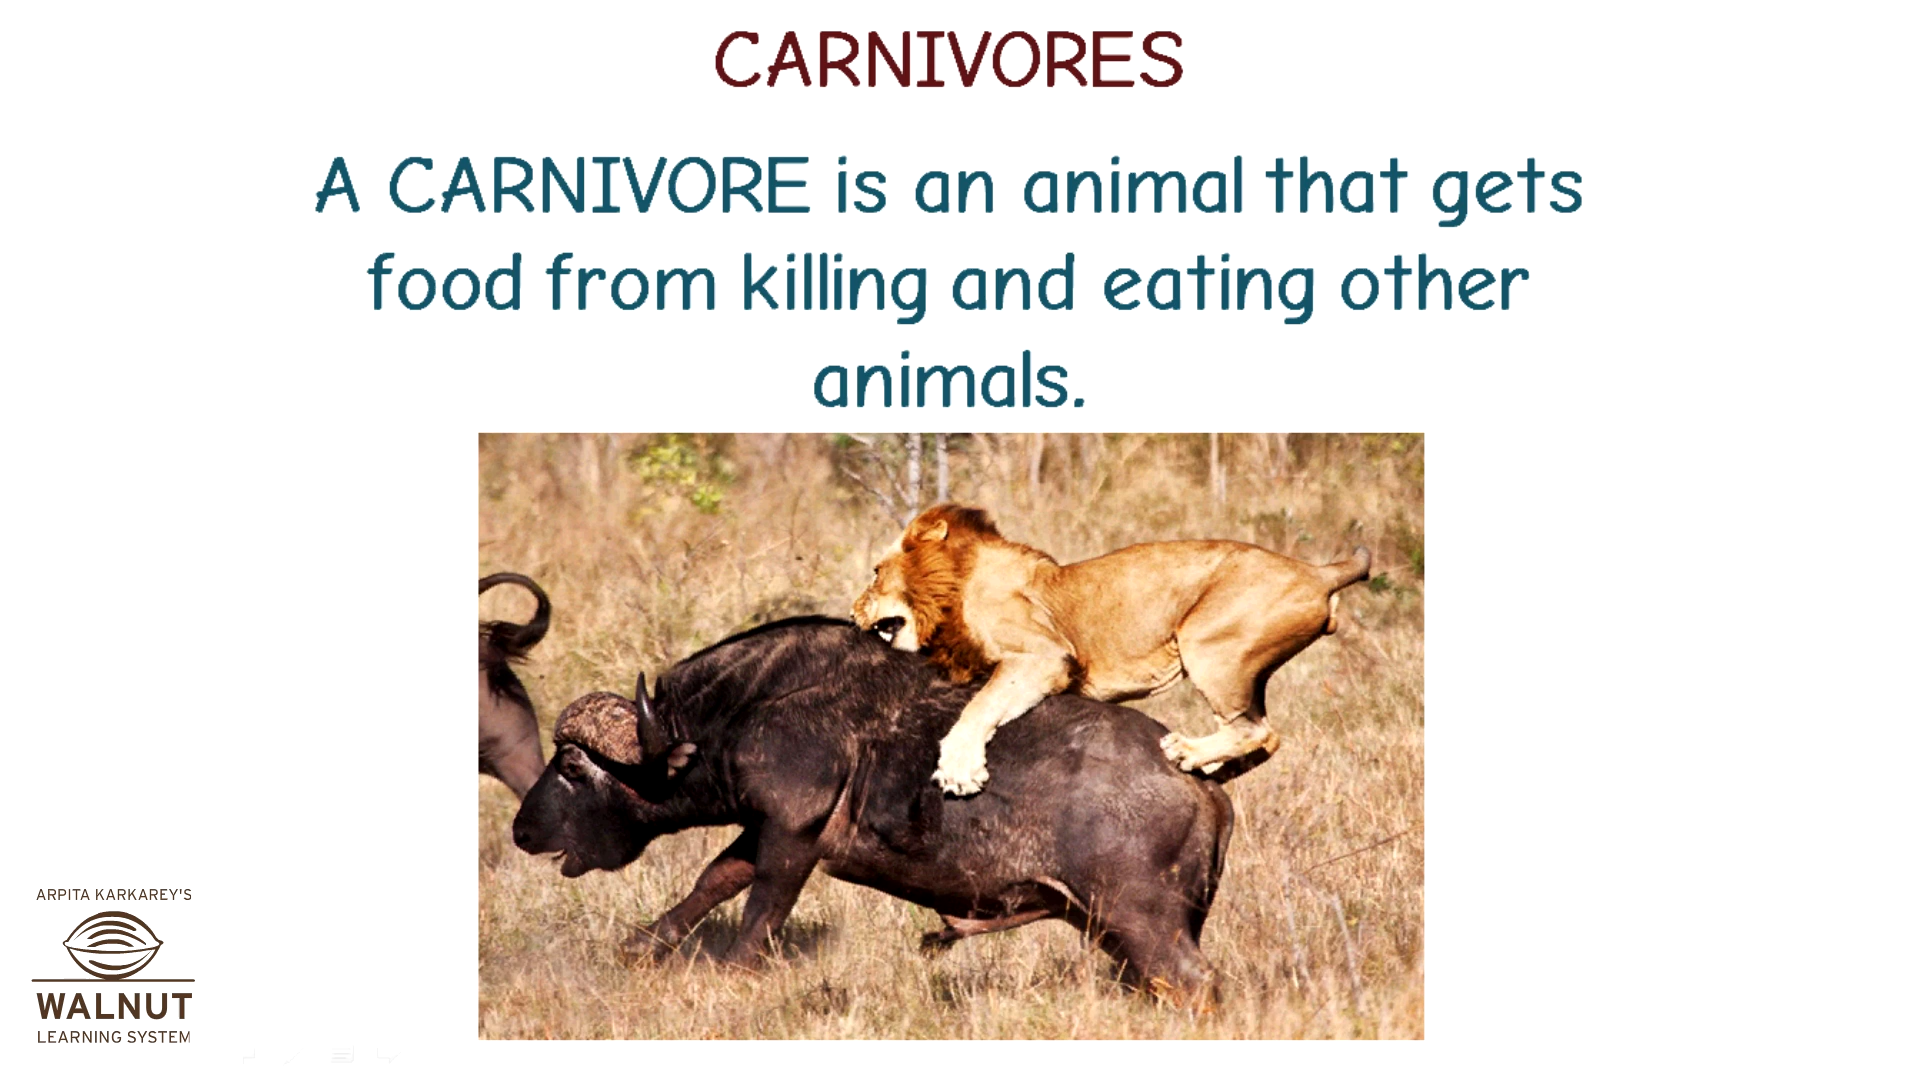 CARNIVORES
A CARNIVORE is an animal that gets
food from killing and eating other
animals.
ARPITA KARKAREY'S
WALNUT
LEARNING SYSTEM